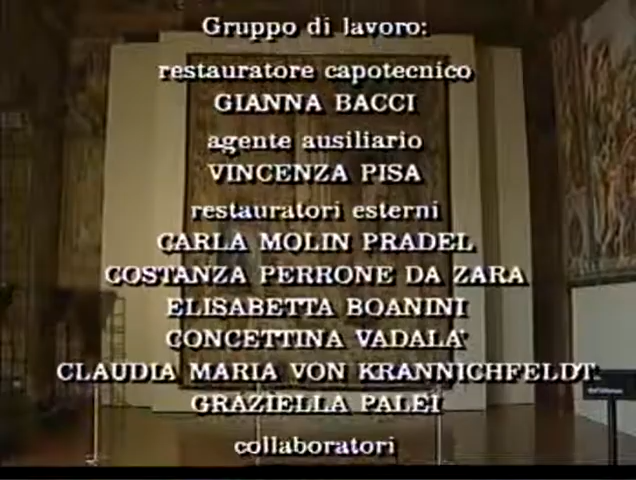 Gruppo di lavoro:
restauratore capotecnico
GIANNA BACCI
agente ausiliario
VINCENZA PISA
restauratori esterni
CARLA MOLIN PRADEL
COSTANZA PERRONE DA ZARA
ELISABETTA BOANINI
CONCETTINA VADALA'
CLAUDIA MARIA VON KRANNICHFELDT
GRAZIELLA PALEI
collaboratori